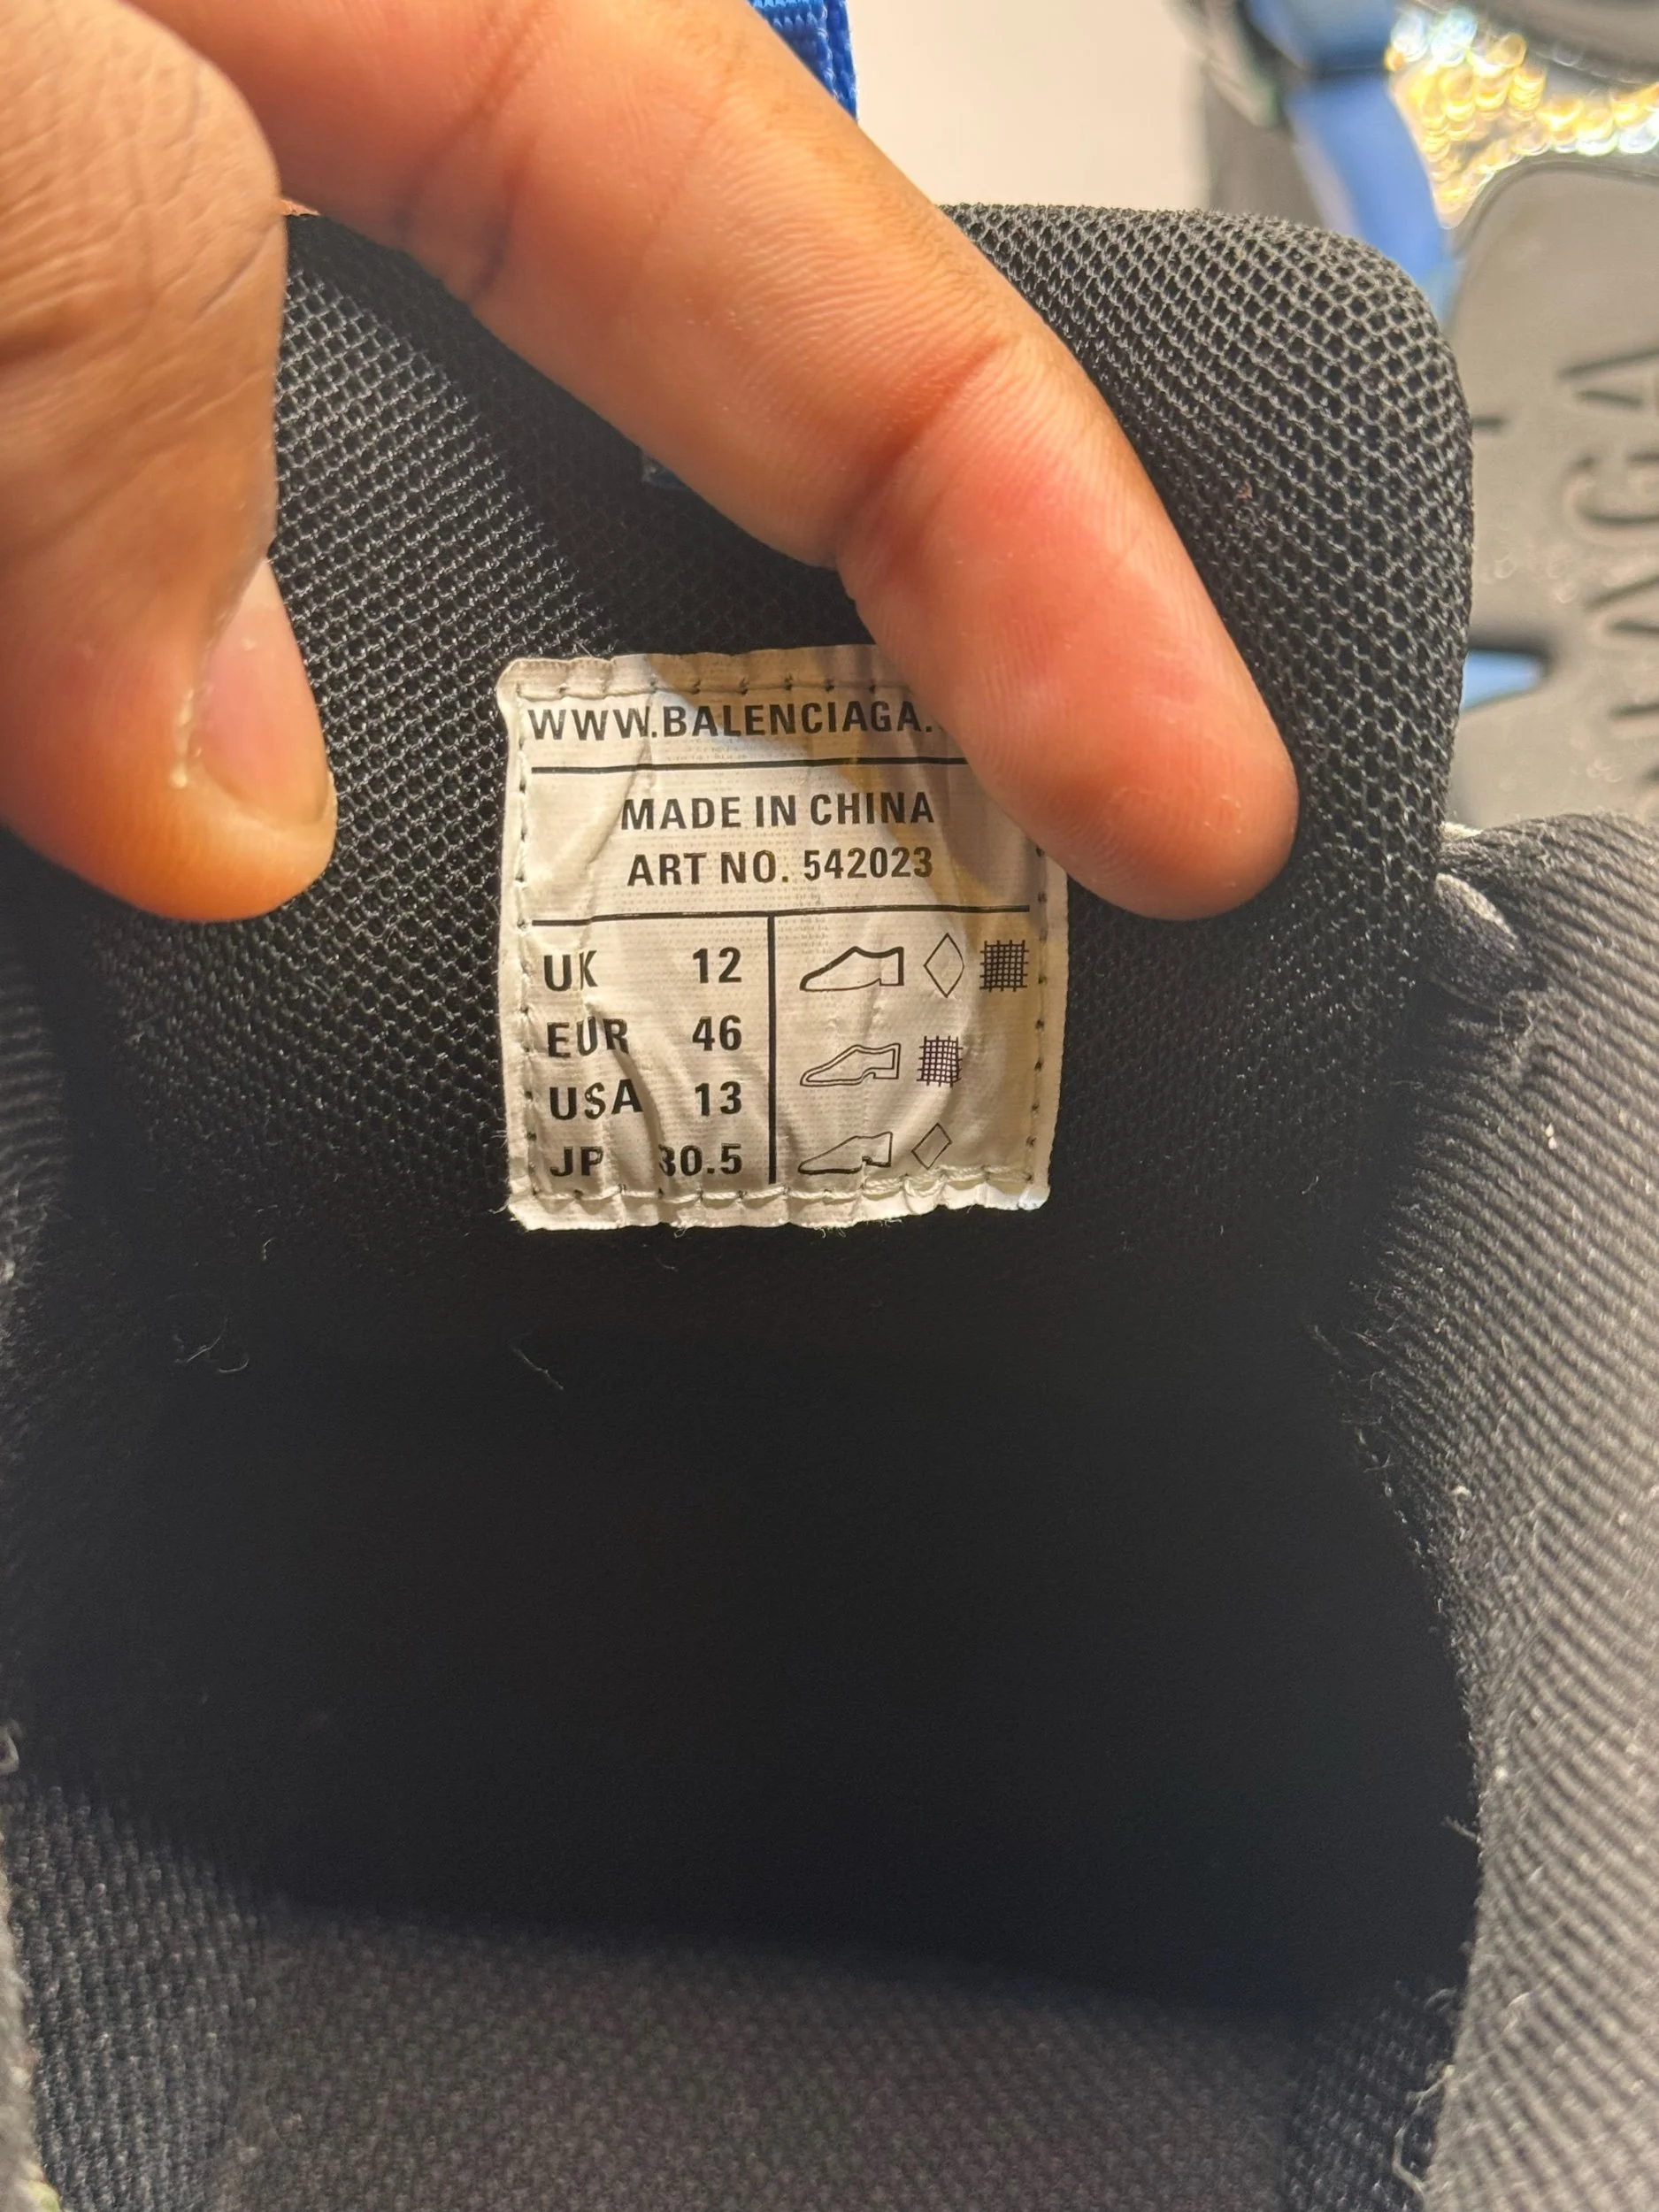 WWW.BALENCIAGA.
MADE IN CHINA
ART NO. 542023
UK 12
EUR 46
USA 13
JP 30.5